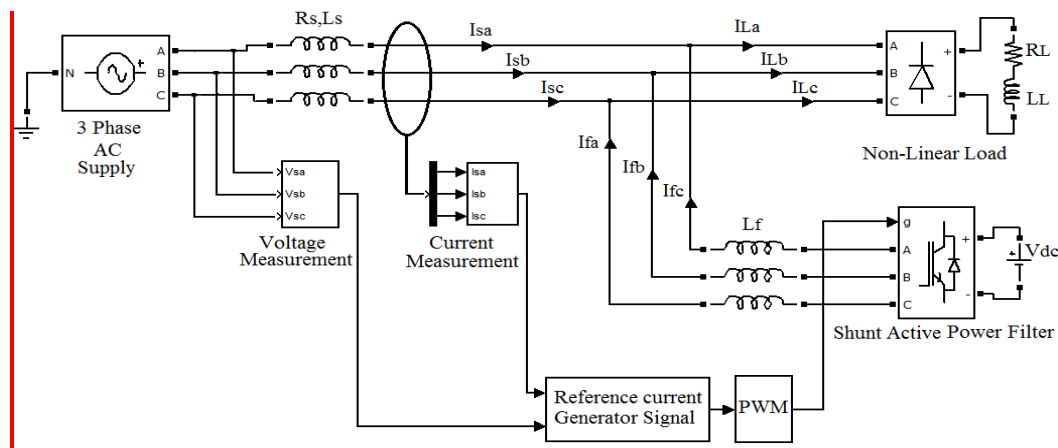 Rs,Ls
Isa
ILa
Isb
ILb
Isc
ILc
N
+
A
B
C
3 Phase
AC
Supply
A
B
C
+
-
RL
LL
Non-Linear Load
Ifa
Ifb
Ifc
Vsa
Vsb
Vsc
Voltage
Measurement
Isa
Isb
Isc
Current
Measurement
Lf
g
A
B
C
+
-
+
Vdc
Shunt Active Power Filter
Reference current
Generator Signal
PWM